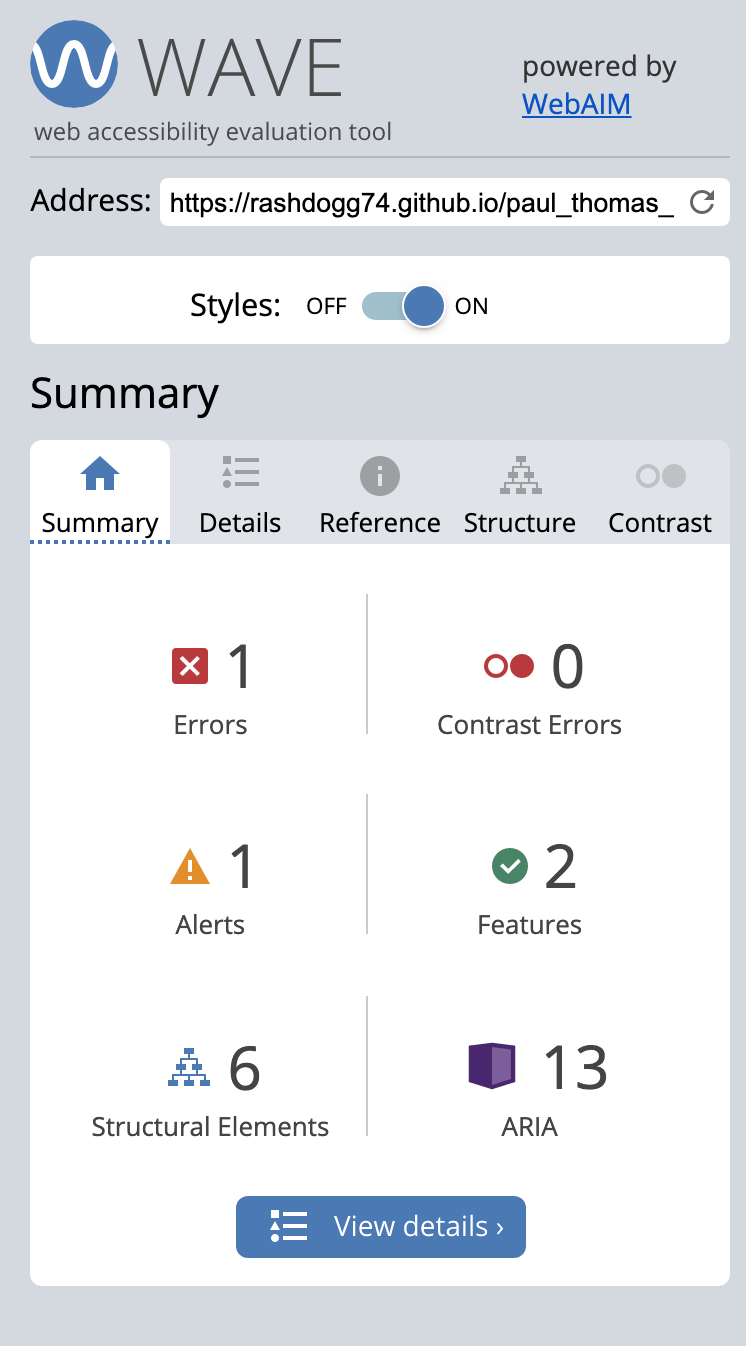 WAVE
powered by
WebAIM
web accessibility evaluation tool
Address: https://rashdogg74.github.io/paul_thomas_
Styles: OFF ON
Summary
Summary Details Reference Structure Contrast
1 0
Errors Contrast Errors
1 2
Alerts Features
6 13
Structural Elements ARIA
View details ›